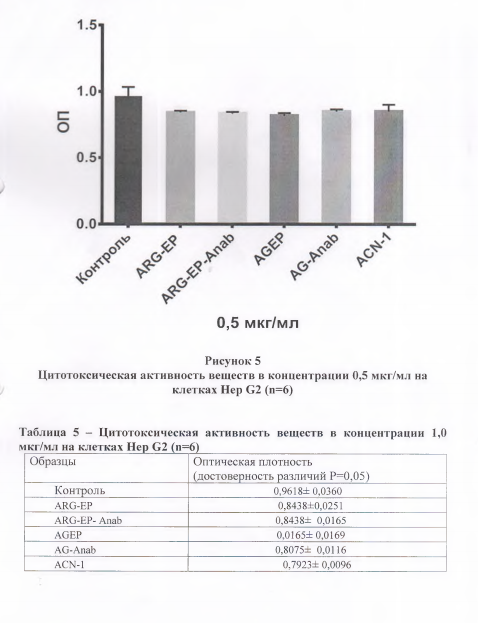 1.5
1.0
0.5
0.0
ОП
Контроль
ARG-EP
ARG-EP-Anab
AGEP
AG-Anab
ACN-1
0,5 мкг/мл
Рисунок 5
Цитотоксическая активность веществ в концентрации 0,5 мкг/мл на
клетках Hep G2 (n=6)
Таблица 5 – Цитотоксическая активность веществ в концентрации 1,0
мкг/мл на клетках Hep G2 (n=6)
Образцы Оптическая плотность
(достоверность различий P=0,05)
Контроль 0,9618± 0,0360
ARG-EP 0,8438±0,0251
ARG-EP- Anab 0,8438± 0,0165
AGEP 0,0165± 0,0169
AG-Anab 0,8075± 0,0116
ACN-1 0,7923± 0,0096